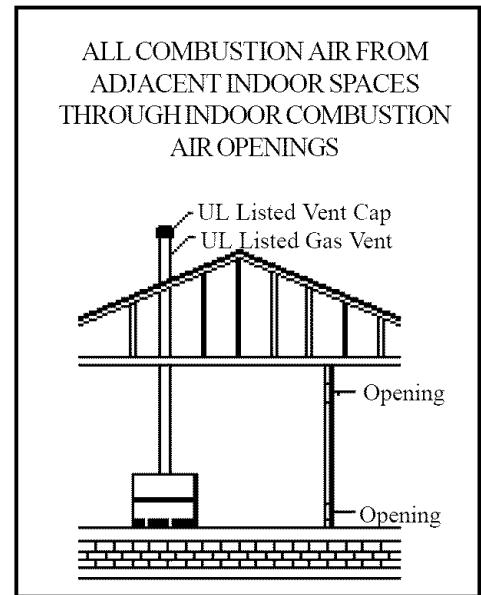 ALL COMBUSTION AIR FROM
ADJACENT INDOOR SPACES
THROUGH INDOOR COMBUSTION
AIR OPENINGS
UL Listed Vent Cap
UL Listed Gas Vent
Opening
Opening